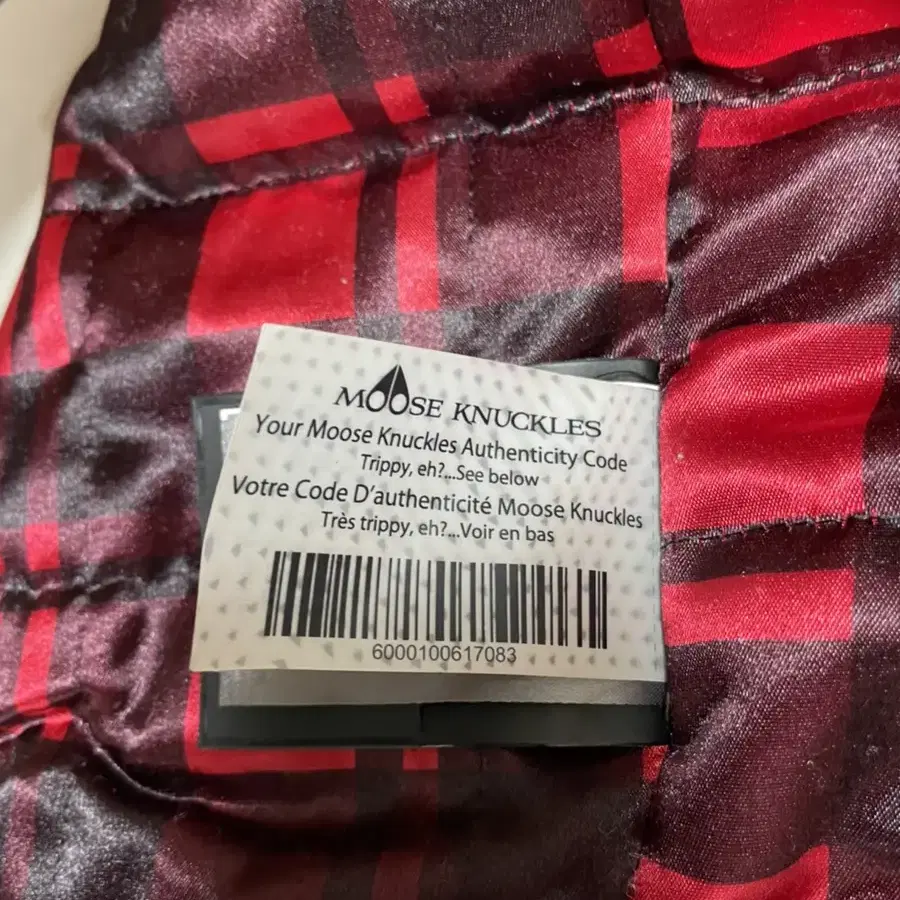 MOOSE KNUCKLES
Your Moose Knuckles Authenticity Code
Trippy, eh?...See below
Votre Code D'authenticité Moose Knuckles
Très trippy, eh?...Voir en bas
6000100617083